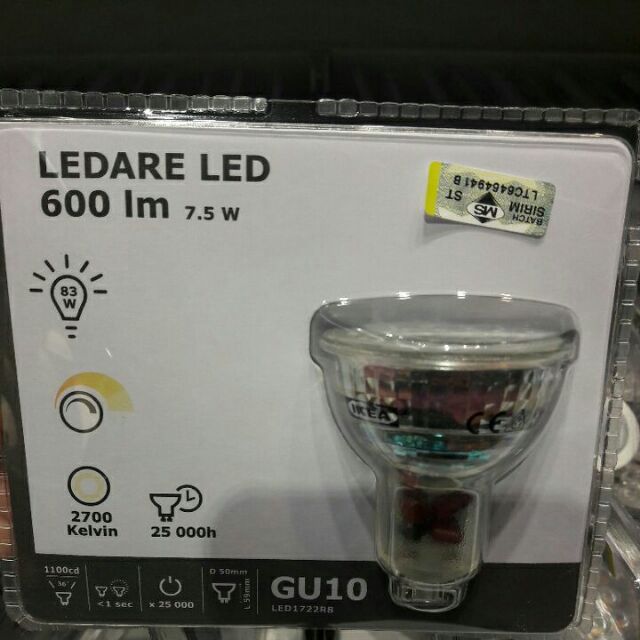 LEDARE LED
600 lm 7.5 W
BATCH
SIRIM
MS
ST
LTC6464941B
83
W
2700
Kelvin
25 000h
IKEA
CE
1100cd
36°
<1 sec
x 25 000
D 50mm
L 59mm
GU10
LED1722R8